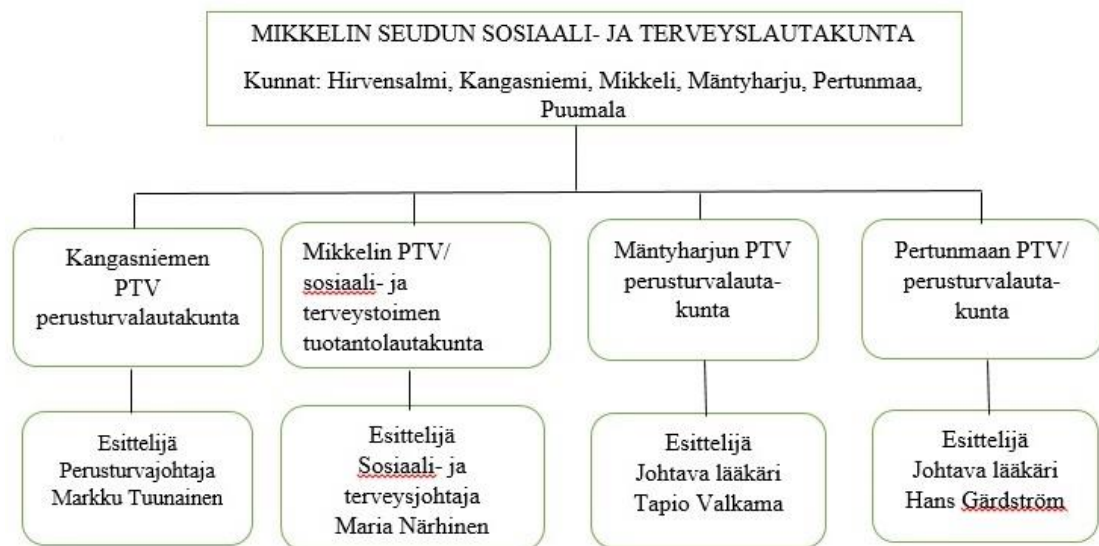 MIKKELIN SEUDUN SOSIAALI- JA TERVEYSLAUTAKUNTA
Kunnat: Hirvensalmi, Kangasniemi, Mikkeli, Mäntyharju, Pertunmaa,
Puumala
Kangasniemen
PTV
perusturvalautakunta
Mikkelin PTV/
sosiaali- ja
terveystoimen
tuotantolautakunta
Mäntyharjun PTV
perusturvalauta-
kunta
Pertunmaan PTV/
perusturvalauta-
kunta
Esittelijä
Perusturvajohtaja
Markku Tuunainen
Esittelijä
Sosiaali- ja
terveysjohtaja
Maria Närhinen
Esittelijä
Johtava lääkäri
Tapio Valkama
Esittelijä
Johtava lääkäri
Hans Gärdström